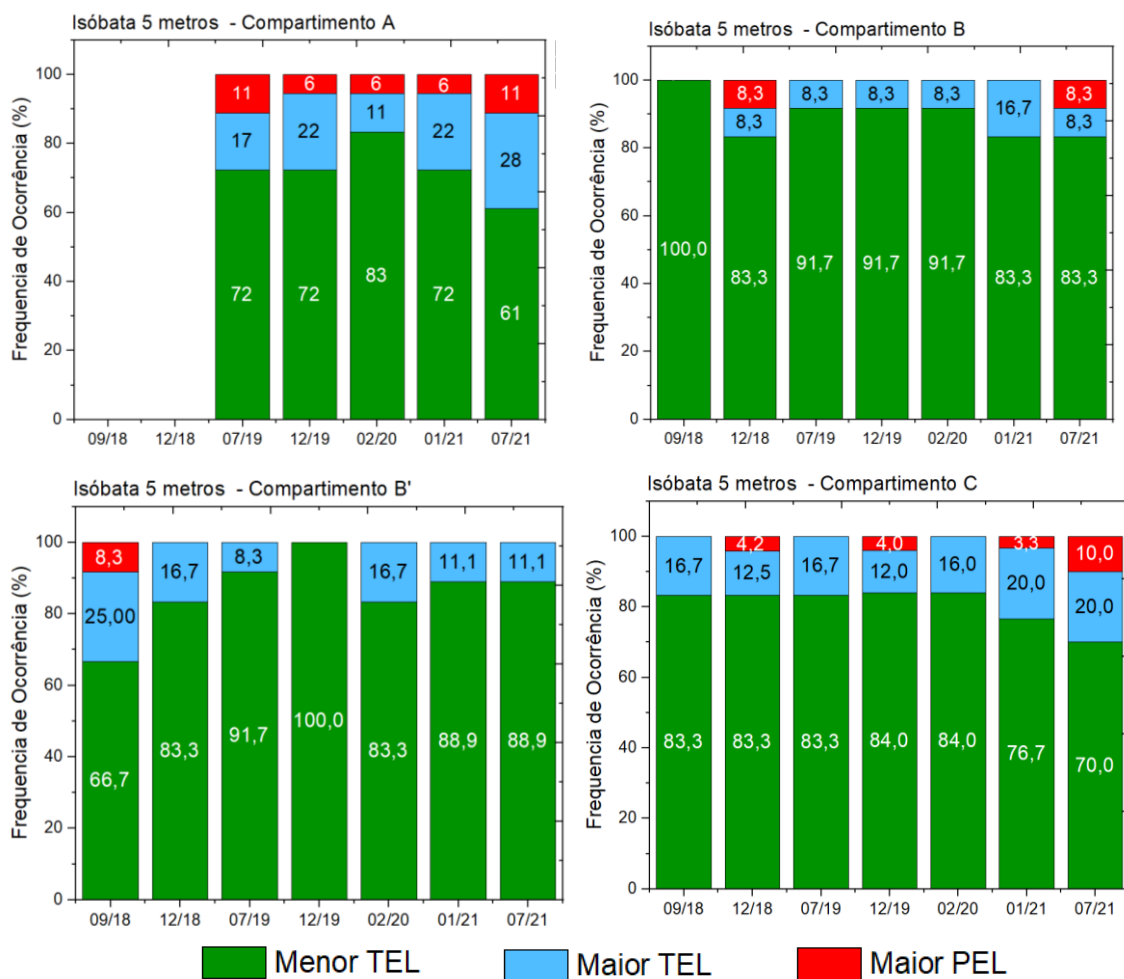 Isóbata 5 metros - Compartimento A
Frequencia de Ocorrência (%)
100
80
60
40
20
0
11 6 6 6 11
17 22 11 22 28
72 72 83 72 61
09/18 12/18 07/19 12/19 02/20 01/21 07/21
Isóbata 5 metros - Compartimento B
Frequencia de Ocorrência (%)
100
80
60
40
20
0
8,3 8,3
8,3 8,3 8,3 8,3 16,7 8,3
100,0 83,3 91,7 91,7 91,7 83,3 83,3
09/18 12/18 07/19 12/19 02/20 01/21 07/21
Isóbata 5 metros - Compartimento B'
Frequencia de Ocorrência (%)
100
80
60
40
20
0
8,3
25,00 16,7 8,3 16,7 11,1 11,1
66,7 83,3 91,7 100,0 83,3 88,9 88,9
09/18 12/18 07/19 12/19 02/20 01/21 07/21
Isóbata 5 metros - Compartimento C
Frequencia de Ocorrência (%)
100
80
60
40
20
0
4,2 4,0 3,3 10,0
16,7 12,5 16,7 12,0 16,0 20,0 20,0
83,3 83,3 83,3 84,0 84,0 76,7 70,0
09/18 12/18 07/19 12/19 02/20 01/21 07/21
Menor TEL Maior TEL Maior PEL